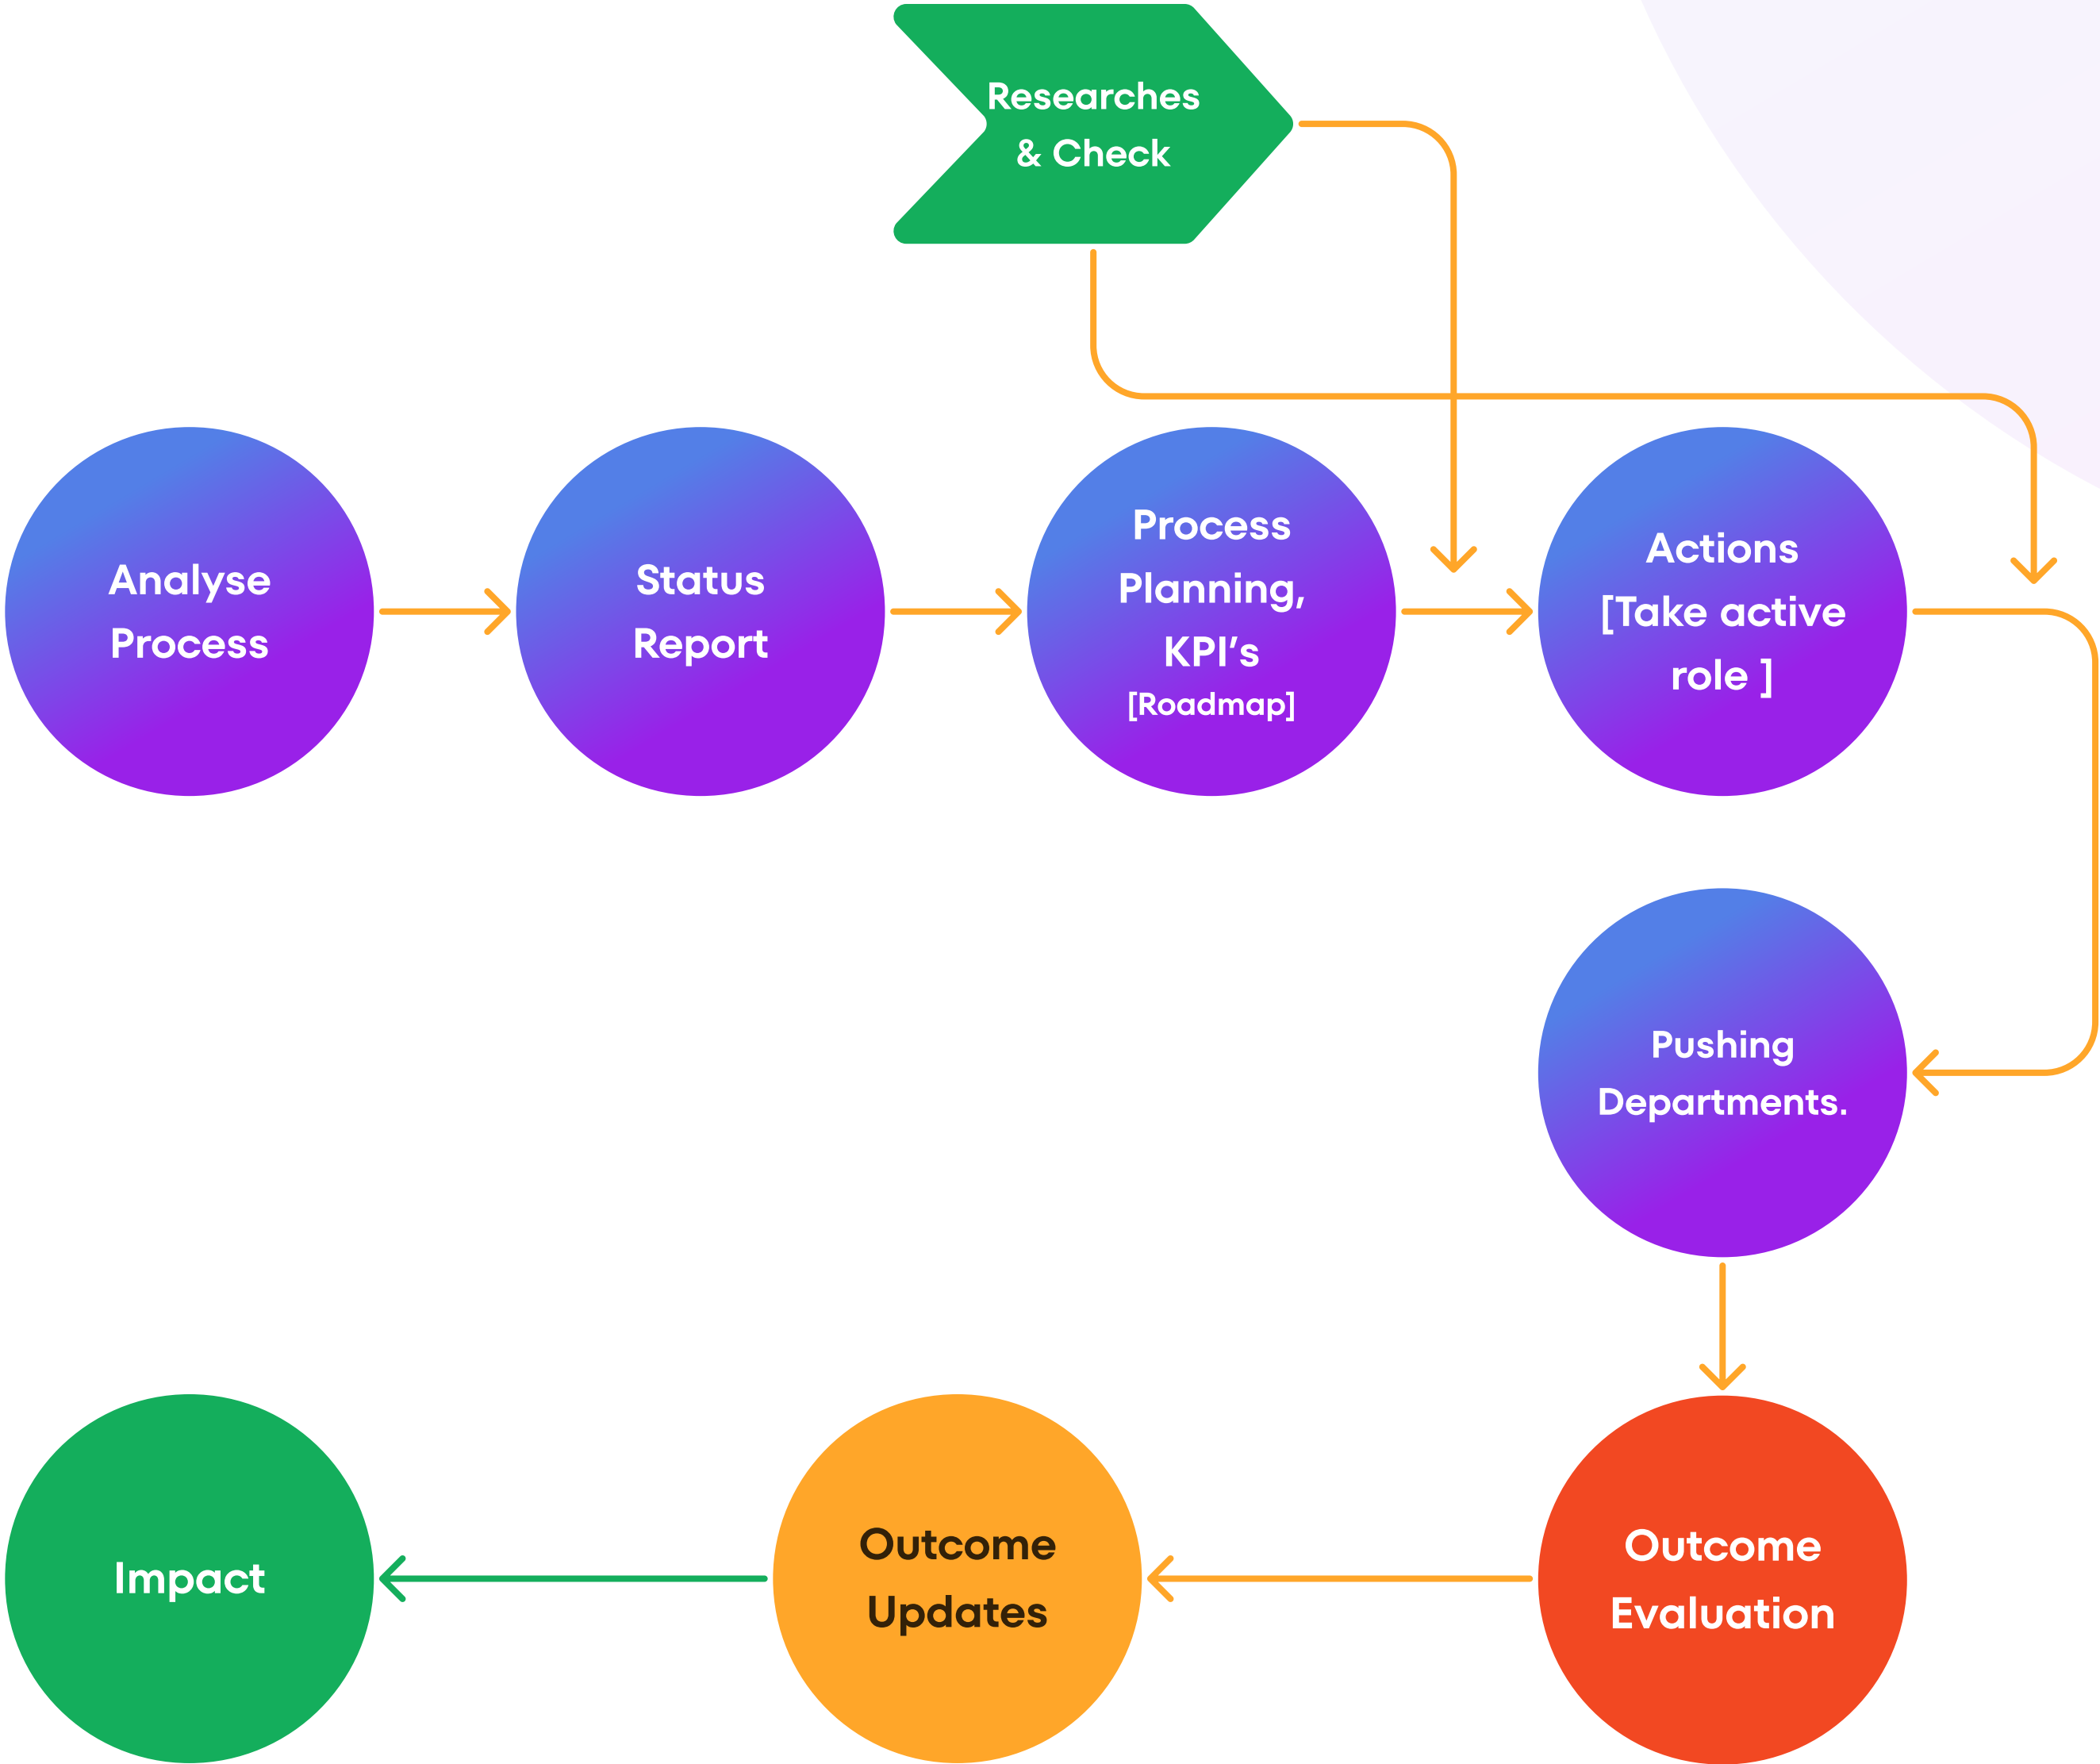 Researches
& Check
Analyse
Process
Status
Report
Process
Planning,
KPI’s
[Roadmap]
Actions
[Take active
role ]
Pushing
Departments.
Impact
Outcome
Updates
Outcome
Evaluation